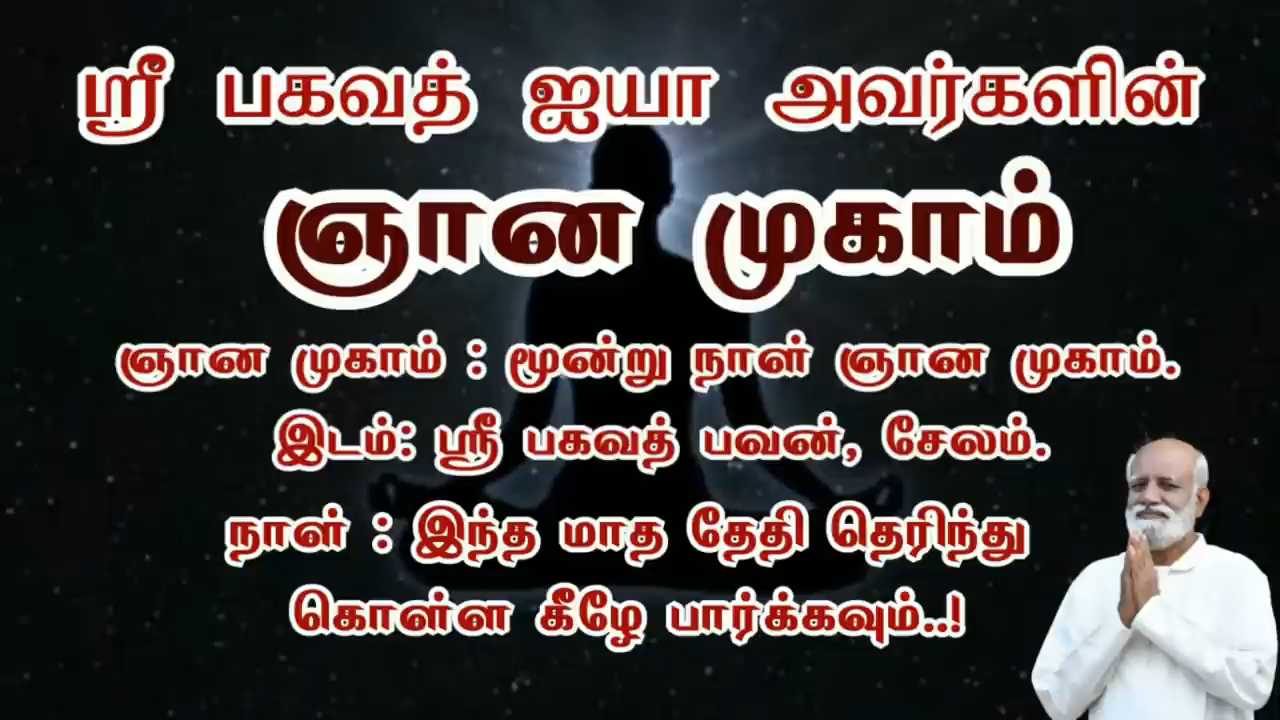 ஸ்ரீ பகவத் ஐயா அவர்களின்
ஞான முகாம்
ஞான முகாம் : மூன்று நாள் ஞான முகாம்.
இடம்: ஸ்ரீ பகவத் பவன், சேலம்.
நாள் : இந்த மாத தேதி தெரிந்து
கொள்ள கீழே பார்க்கவும்..!